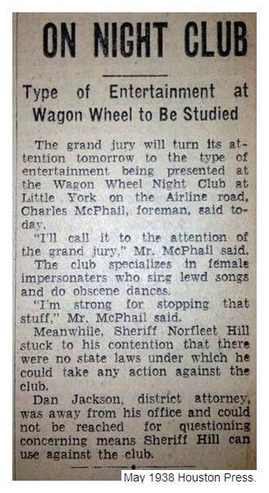 ON NIGHT CLUB
Type of Entertainment at
Wagon Wheel to Be Studied
The grand jury will turn its at-
tention tomorrow to the type of
entertainment being presented at
the Wagon Wheel Night Club at
Little York on the Airline road,
Charles McPhail, foreman, said to-
day.
"I'll call it to the attention of
the grand jury," Mr. McPhail said.
The club specializes in female
impersonaters who sing lewd songs
and do obscene dances.
"I'm strong for stopping that
stuff," Mr. McPhail said.
Meanwhile, Sheriff Norfleet Hill
stuck to his contention that there
were no state laws under which he
could take any action against the
club.
Dan Jackson, district attorney,
was away from his office and could
not be reached for questioning
concerning means Sheriff Hill can
use against the club.
May 1938 Houston Press.